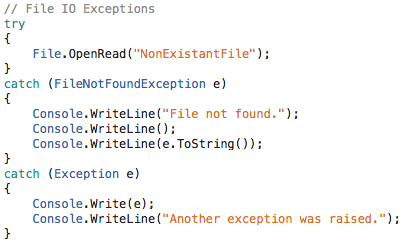 // File IO Exceptions
try
{
    File.OpenRead("NonExistantFile");
}
catch (FileNotFoundException e)
{
    Console.WriteLine("File not found.");
    Console.WriteLine();
    Console.WriteLine(e.ToString());
}
catch (Exception e)
{
    Console.Write(e);
    Console.WriteLine("Another exception was raised.");
}